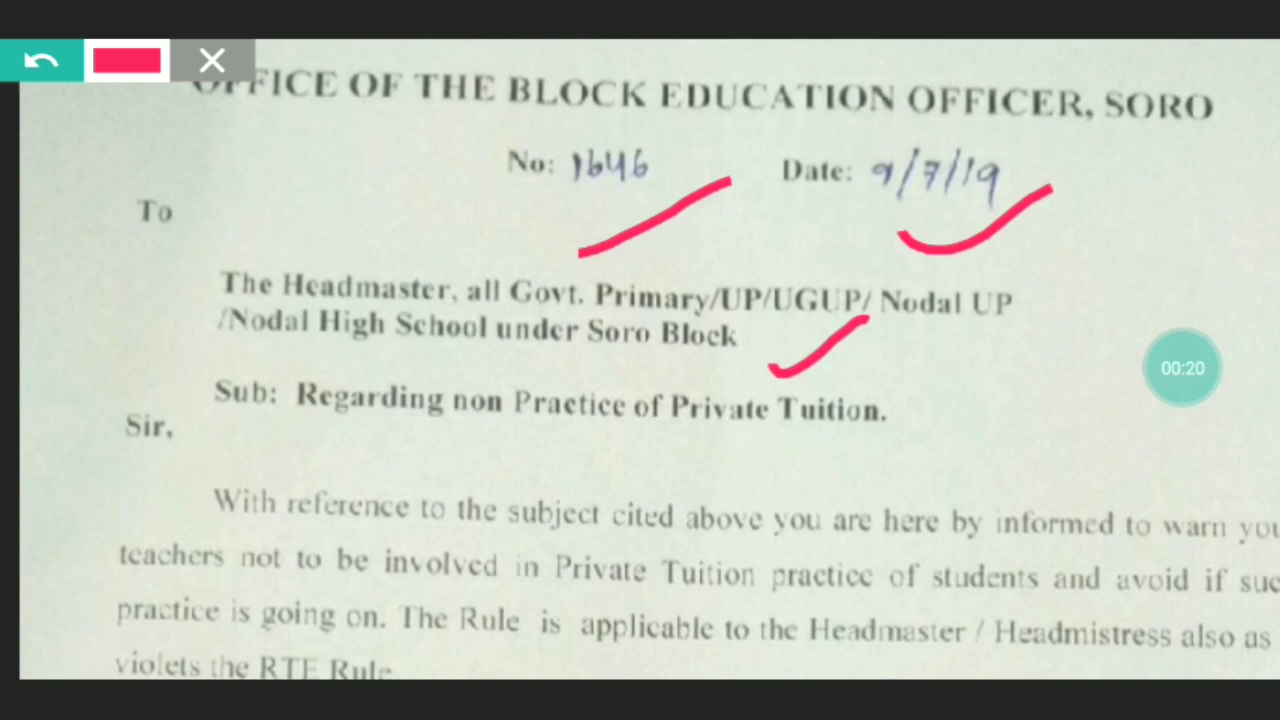 OFFICE OF THE BLOCK EDUCATION OFFICER, SORO
No: 1646 Date: 9/7/19
To
The Headmaster, all Govt. Primary/UP/UGUP/ Nodal UP
/Nodal High School under Soro Block
00:20
Sub: Regarding non Practice of Private Tuition.
Sir,
With reference to the subject cited above you are here by informed to warn you
teachers not to be involved in Private Tuition practice of students and avoid if suc
practice is going on. The Rule is applicable to the Headmaster / Headmistress also as
violets the RTE Rule